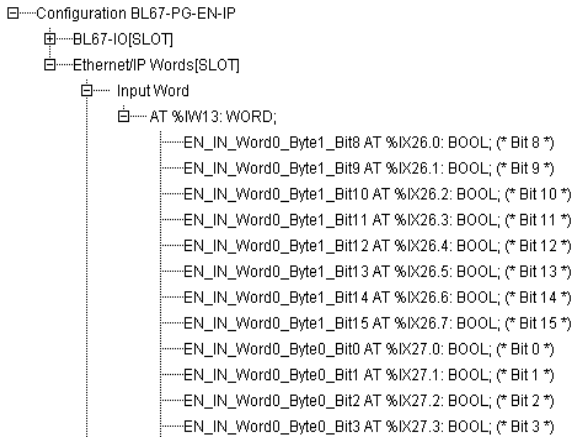 Configuration BL67-PG-EN-IP
BL67-IO[SLOT]
Ethernet/IP Words[SLOT]
Input Word
AT %IW13: WORD;
EN_IN_Word0_Byte1_Bit8 AT %IX26.0: BOOL; (* Bit 8 *)
EN_IN_Word0_Byte1_Bit9 AT %IX26.1: BOOL; (* Bit 9 *)
EN_IN_Word0_Byte1_Bit10 AT %IX26.2: BOOL; (* Bit 10 *)
EN_IN_Word0_Byte1_Bit11 AT %IX26.3: BOOL; (* Bit 11 *)
EN_IN_Word0_Byte1_Bit12 AT %IX26.4: BOOL; (* Bit 12 *)
EN_IN_Word0_Byte1_Bit13 AT %IX26.5: BOOL; (* Bit 13 *)
EN_IN_Word0_Byte1_Bit14 AT %IX26.6: BOOL; (* Bit 14 *)
EN_IN_Word0_Byte1_Bit15 AT %IX26.7: BOOL; (* Bit 15 *)
EN_IN_Word0_Byte0_Bit0 AT %IX27.0: BOOL; (* Bit 0 *)
EN_IN_Word0_Byte0_Bit1 AT %IX27.1: BOOL; (* Bit 1 *)
EN_IN_Word0_Byte0_Bit2 AT %IX27.2: BOOL; (* Bit 2 *)
EN_IN_Word0_Byte0_Bit3 AT %IX27.3: BOOL; (* Bit 3 *)